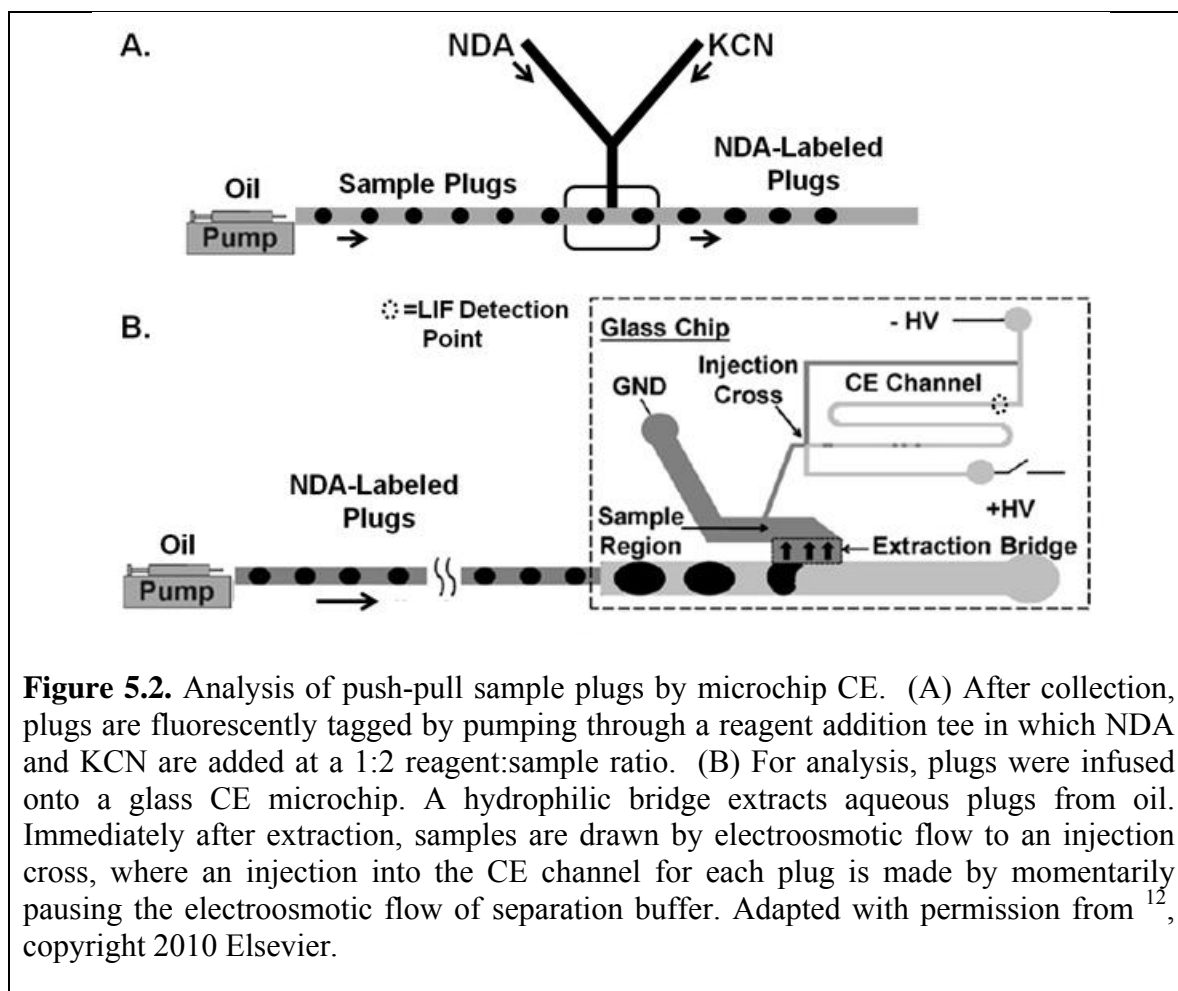 A.
NDA
KCN
Oil
Sample Plugs
NDA-Labeled
Plugs
Pump
B.
=LIF Detection
Point
Glass Chip
- HV
Injection
Cross
CE Channel
GND
+HV
NDA-Labeled
Plugs
Sample
Region
Extraction Bridge
Oil
Pump
Figure 5.2. Analysis of push-pull sample plugs by microchip CE. (A) After collection,
plugs are fluorescently tagged by pumping through a reagent addition tee in which NDA
and KCN are added at a 1:2 reagent:sample ratio. (B) For analysis, plugs were infused
onto a glass CE microchip. A hydrophilic bridge extracts aqueous plugs from oil.
Immediately after extraction, samples are drawn by electroosmotic flow to an injection
cross, where an injection into the CE channel for each plug is made by momentarily
pausing the electroosmotic flow of separation buffer. Adapted with permission from 12,
copyright 2010 Elsevier.